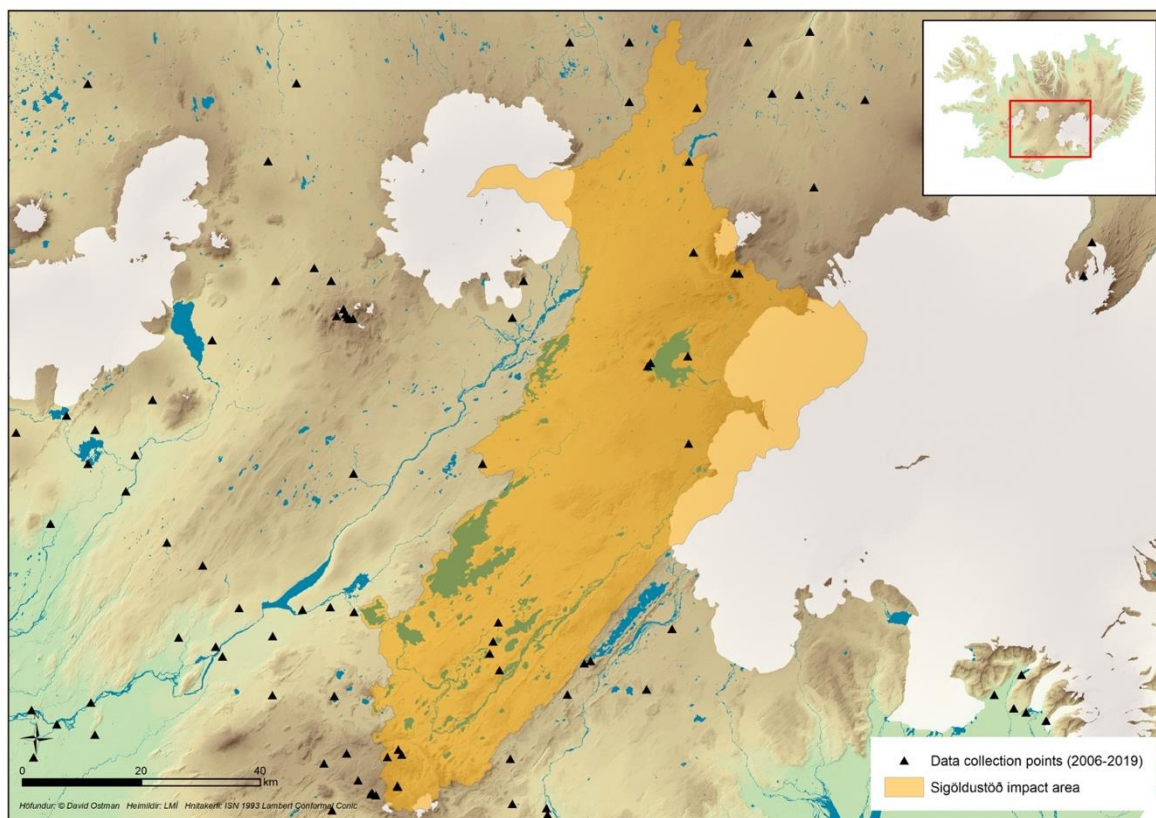 Data collection points (2006-2019)
Sigöldustöð impact area
0 20 40
km
Höfundur: © David Ostman Heimildir: LMÍ Hnitakerfi: ISN 1993 Lambert Conformal Conic